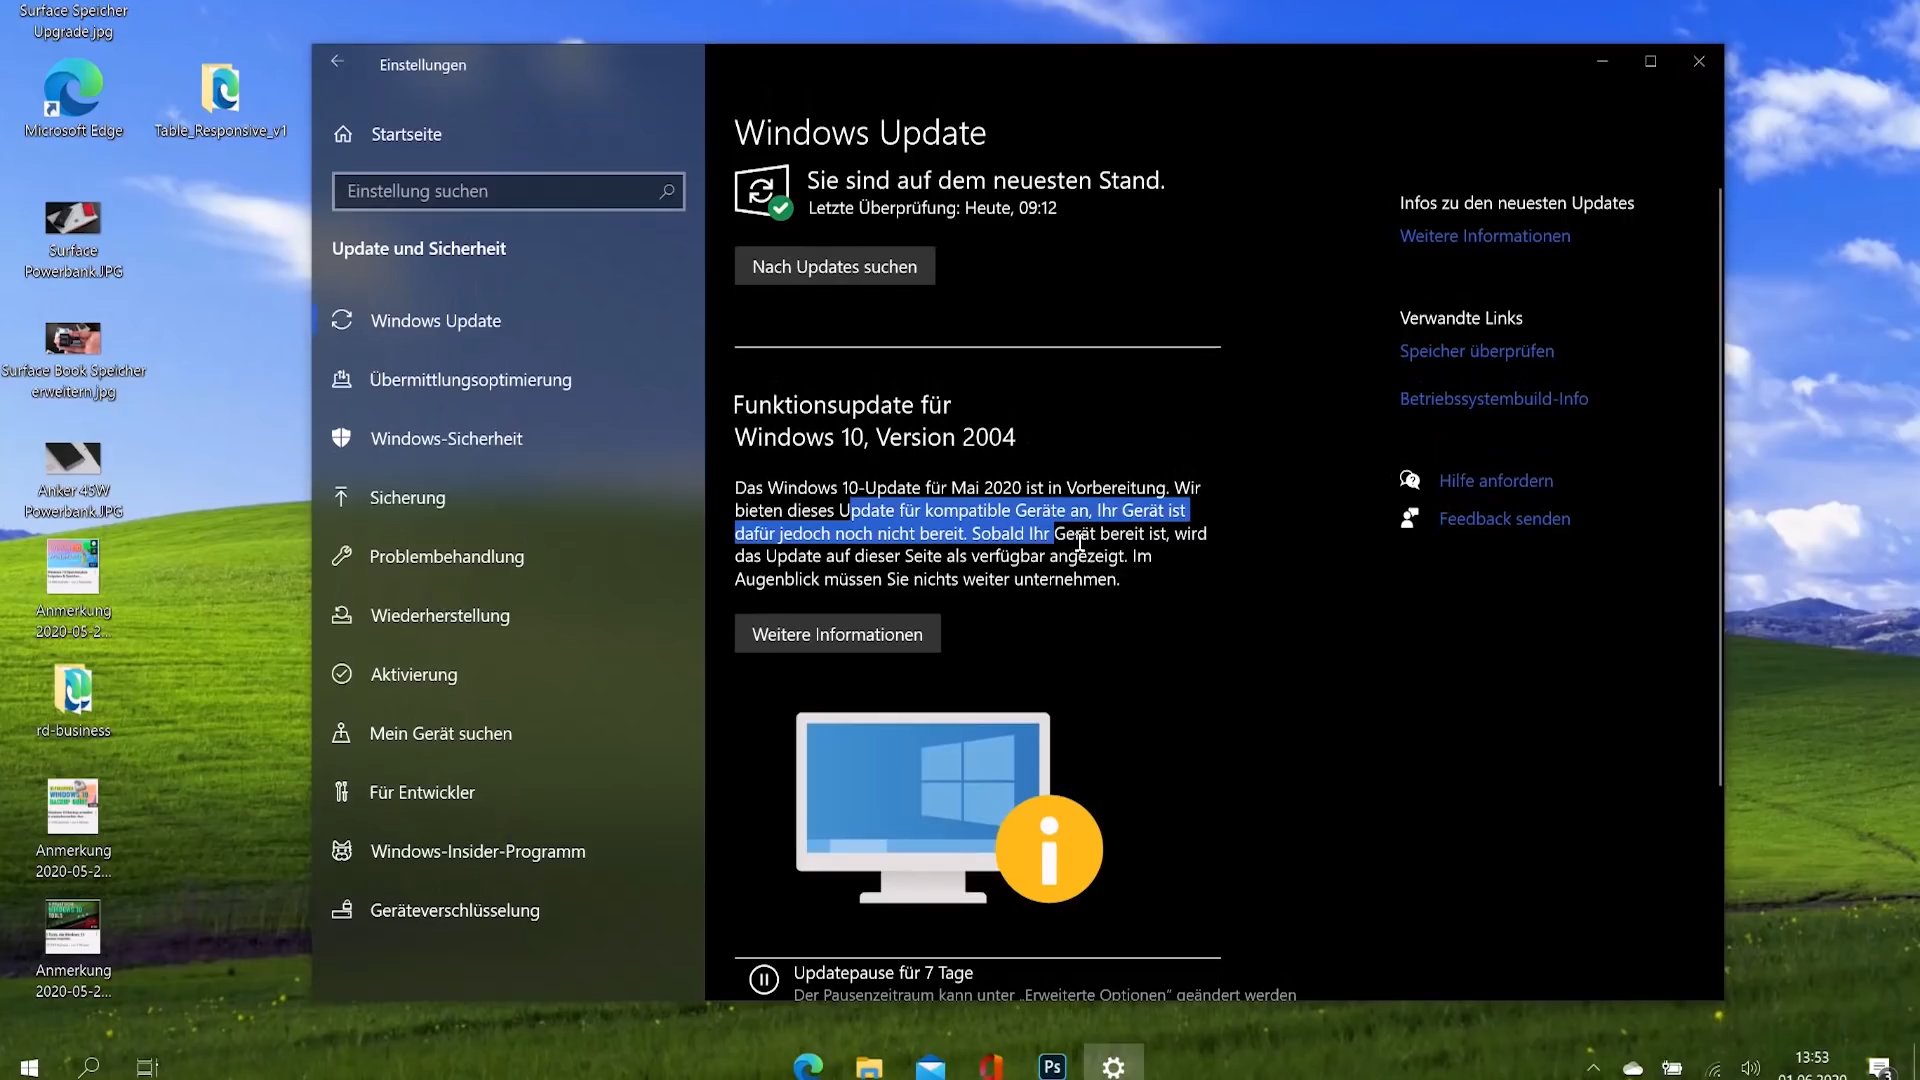 Surface Speicher
Upgrade.jpg
Microsoft Edge
Table_Responsive_v1
Surface
Powerbank.JPG
Surface Book Speicher
erweitern.jpg
Anker 45W
Powerbank.JPG
Anmerkung
2020-05-2...
rd-business
Anmerkung
2020-05-2...
Anmerkung
2020-05-2...
Einstellungen
Startseite
Einstellung suchen
Update und Sicherheit
Windows Update
Übermittlungsoptimierung
Windows-Sicherheit
Sicherung
Problembehandlung
Wiederherstellung
Aktivierung
Mein Gerät suchen
Für Entwickler
Windows-Insider-Programm
Geräteverschlüsselung
Windows Update
Sie sind auf dem neuesten Stand.
Letzte Überprüfung: Heute, 09:12
Nach Updates suchen
Funktionsupdate für
Windows 10, Version 2004
Das Windows 10-Update für Mai 2020 ist in Vorbereitung. Wir
bieten dieses Update für kompatible Geräte an, Ihr Gerät ist
dafür jedoch noch nicht bereit. Sobald Ihr Gerät bereit ist, wird
das Update auf dieser Seite als verfügbar angezeigt. Im
Augenblick müssen Sie nichts weiter unternehmen.
Weitere Informationen
Updatepause für 7 Tage
Der Pausenzeitraum kann unter „Erweiterte Optionen" geändert werden
Infos zu den neuesten Updates
Weitere Informationen
Verwandte Links
Speicher überprüfen
Betriebssystembuild-Info
Hilfe anfordern
Feedback senden
Ps
13:53
01.06.2020
3